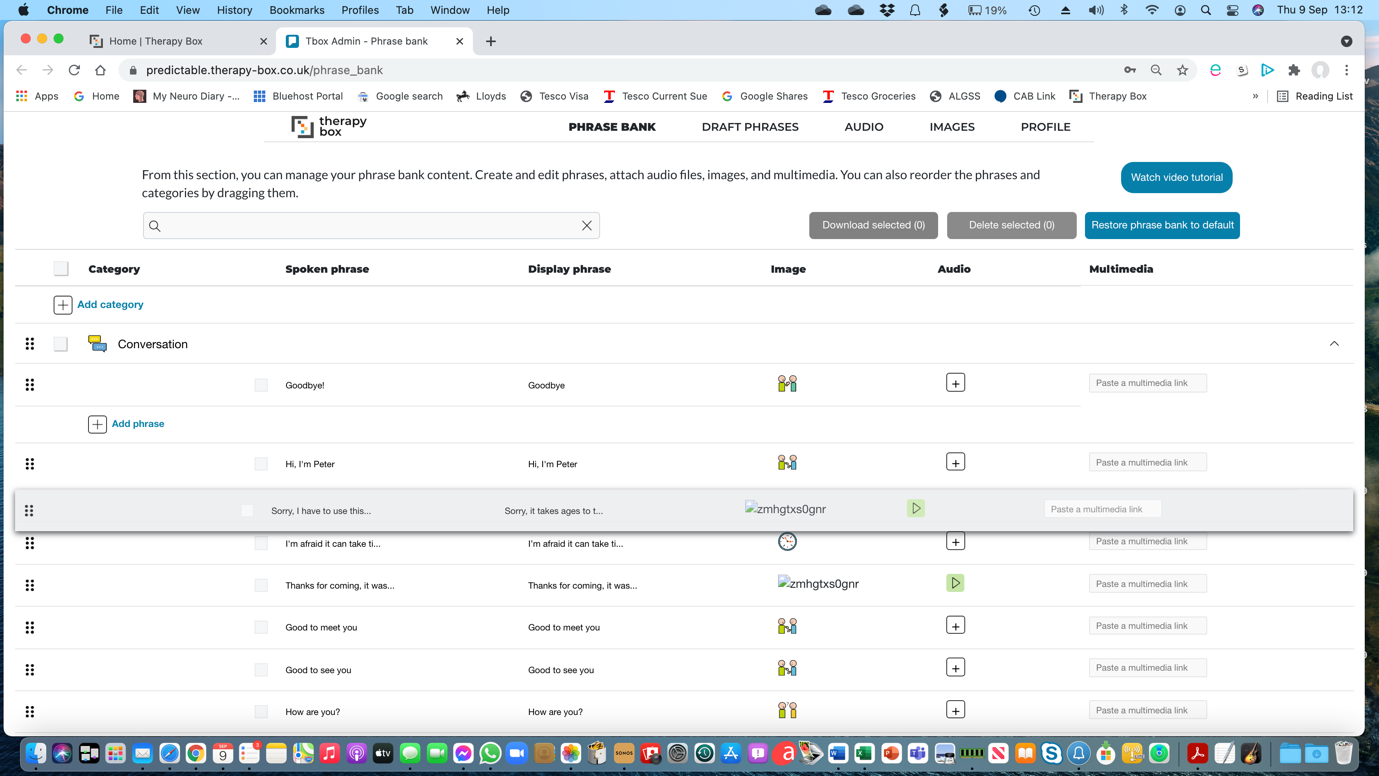 Chrome File Edit View History Bookmarks Profiles Tab Window Help 19% Thu 9 Sep 13:12
Home | Therapy Box Tbox Admin - Phrase bank
predictable.therapy-box.co.uk/phrase_bank
Apps Home My Neuro Diary -... Bluehost Portal Google search Lloyds Tesco Visa Tesco Current Sue Google Shares Tesco Groceries ALGSS CAB Link Therapy Box » Reading List
therapy
box
PHRASE BANK DRAFT PHRASES AUDIO IMAGES PROFILE
From this section, you can manage your phrase bank content. Create and edit phrases, attach audio files, images, and multimedia. You can also reorder the phrases and
categories by dragging them.
Watch video tutorial
Download selected (0) Delete selected (0) Restore phrase bank to default
Category Spoken phrase Display phrase Image Audio Multimedia
Add category
Conversation
Goodbye! Goodbye Paste a multimedia link
Add phrase
Hi, I'm Peter Hi, I'm Peter Paste a multimedia link
Sorry, I have to use this... Sorry, it takes ages to t... zmhgtxs0gnr Paste a multimedia link
I'm afraid it can take ti... I'm afraid it can take ti... Paste a multimedia link
Thanks for coming, it was... Thanks for coming, it was... zmhgtxs0gnr Paste a multimedia link
Good to meet you Good to meet you Paste a multimedia link
Good to see you Good to see you Paste a multimedia link
How are you? How are you? Paste a multimedia link
SEP
9 3 tv SONOS